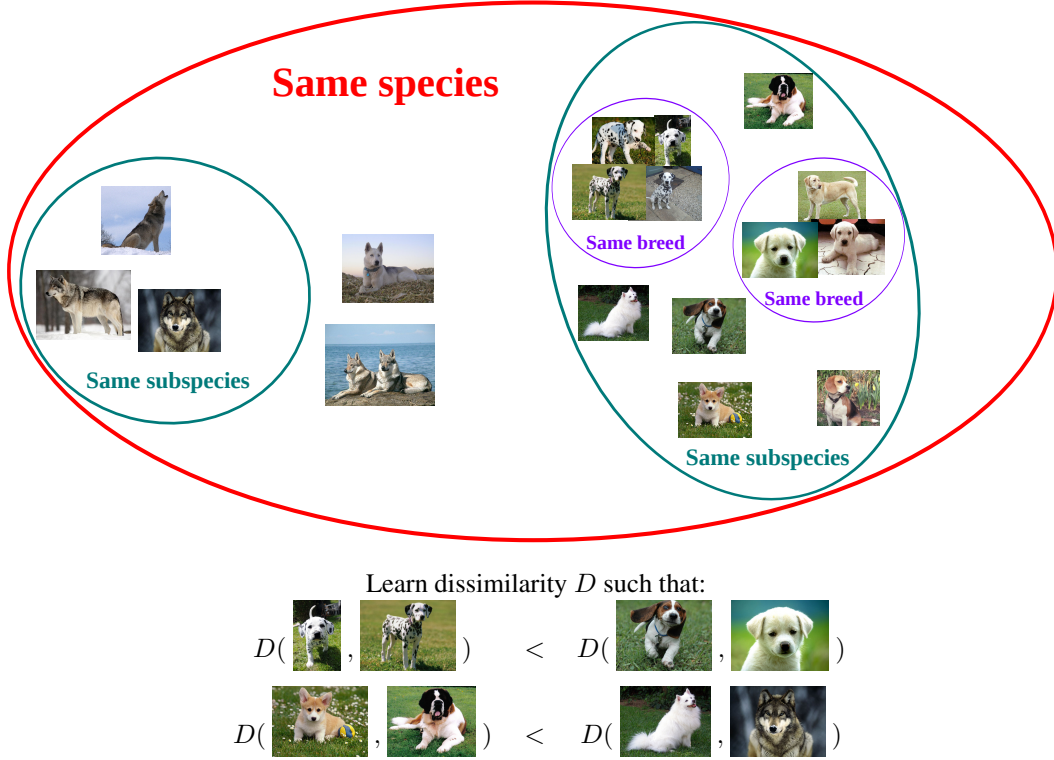 Same species
Same breed
Same breed
Same subspecies
Same subspecies
Learn dissimilarity D such that:
D( , ) < D( , )
D( , ) < D( , )